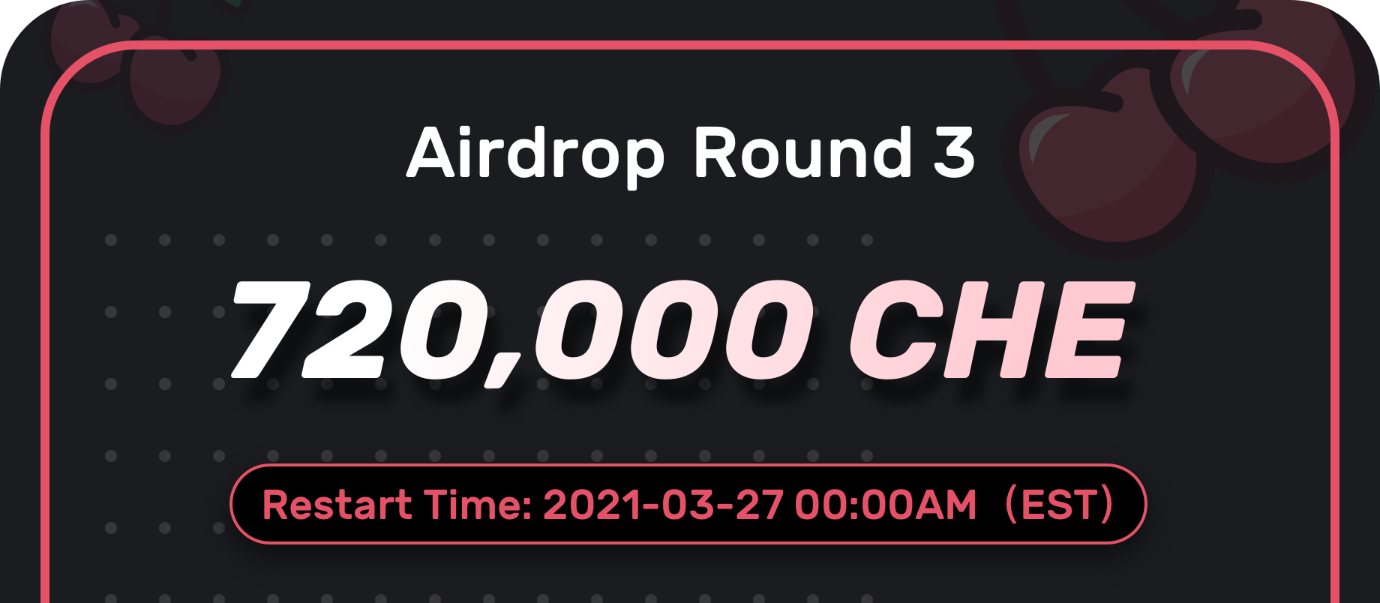 Airdrop Round 3
720,000 CHE
Restart Time: 2021-03-27 00:00AM（EST）